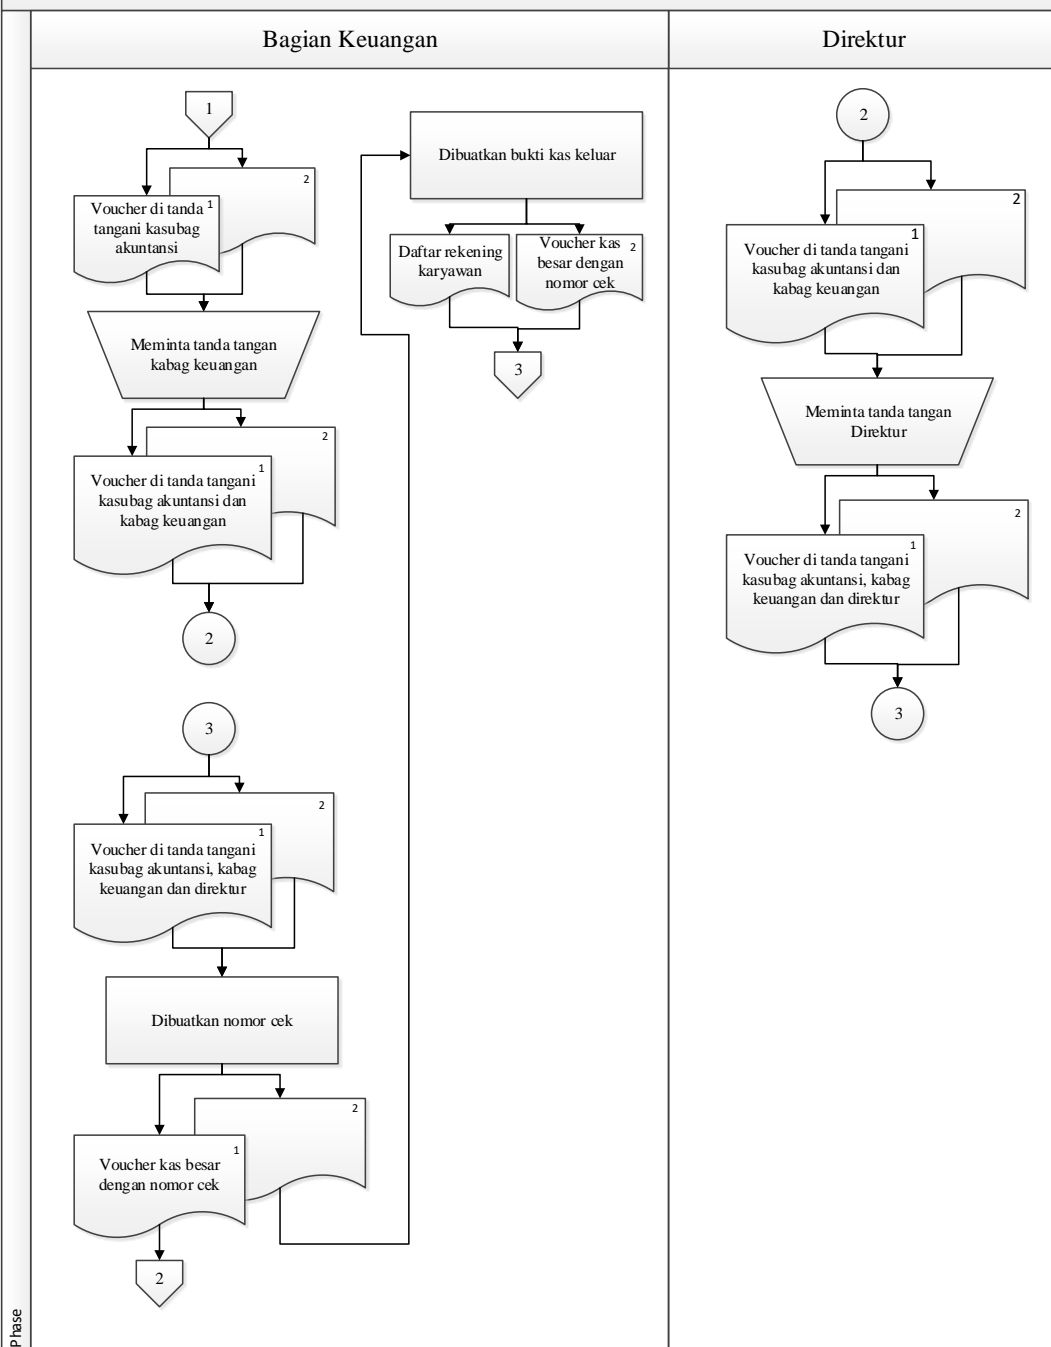 Bagian Keuangan
Direktur
1
2
Voucher di tanda 1
tangani kasubag
akuntansi
Meminta tanda tangan
kabag keuangan
2
1
Voucher di tanda tangani
kasubag akuntansi dan
kabag keuangan
2
3
2
1
Voucher di tanda tangani
kasubag akuntansi, kabag
keuangan dan direktur
Dibuatkan nomor cek
2
1
Voucher kas besar
dengan nomor cek
2
Dibuatkan bukti kas keluar
Daftar rekening
karyawan
Voucher kas 2
besar dengan
nomor cek
3
2
2
1
Voucher di tanda tangani
kasubag akuntansi dan
kabag keuangan
Meminta tanda tangan
Direktur
2
1
Voucher di tanda tangani
kasubag akuntansi, kabag
keuangan dan direktur
3
Phase